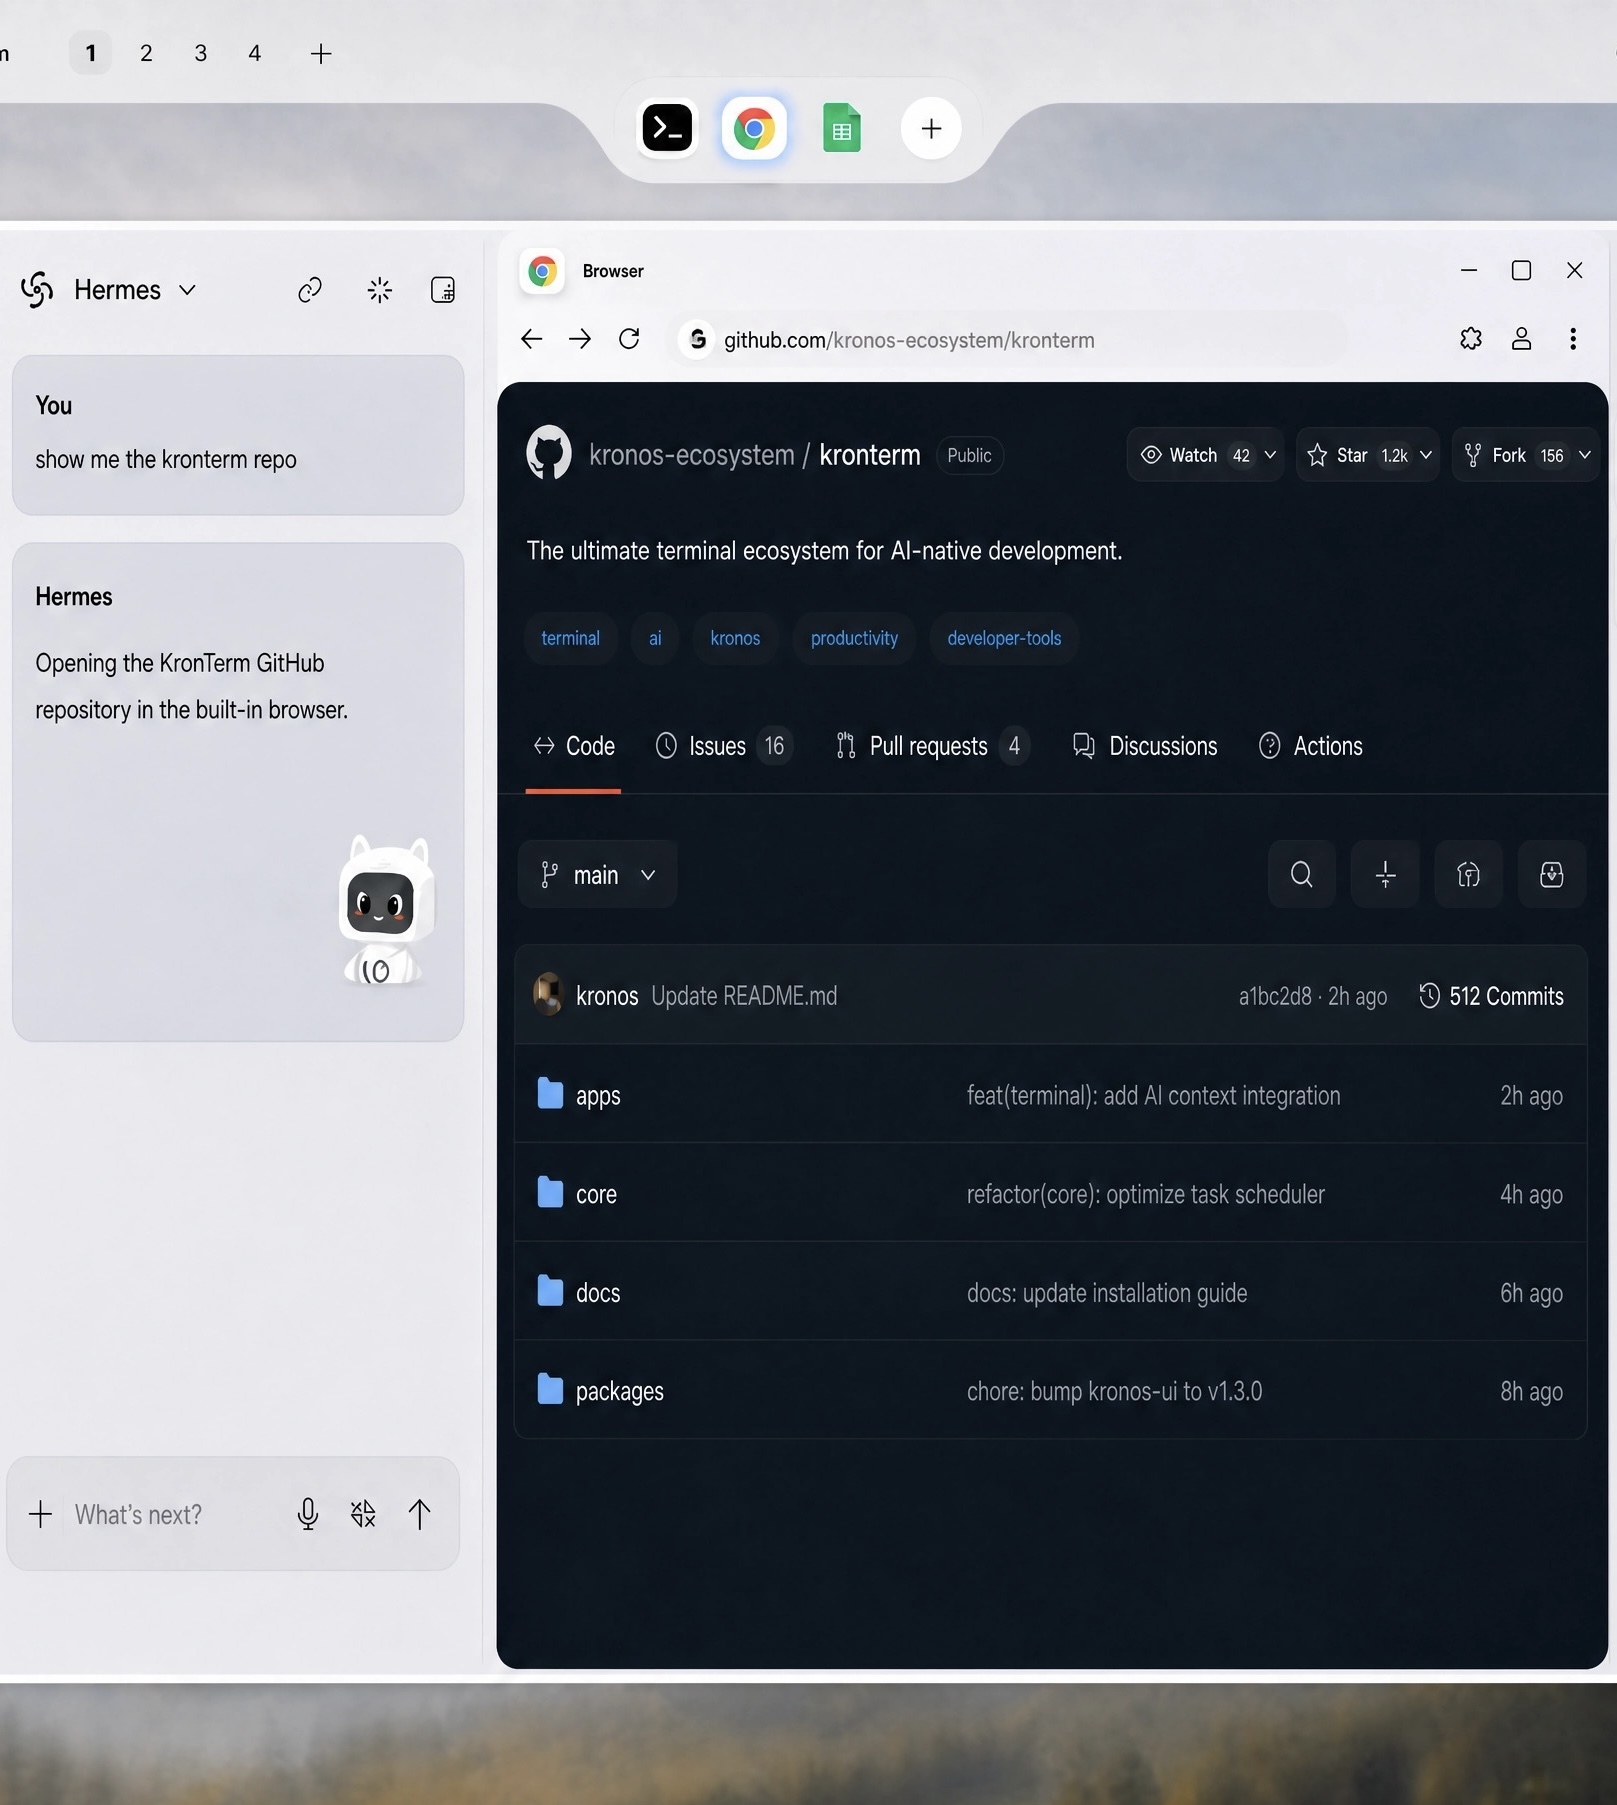 m
1 2 3 4 +
Hermes
You
show me the kronterm repo
Hermes
Opening the KronTerm GitHub
repository in the built-in browser.
What's next?
Browser
github.com/kronos-ecosystem/kronterm
kronos-ecosystem / kronterm Public
Watch 42 Star 1.2k Fork 156
The ultimate terminal ecosystem for AI-native development.
terminal ai kronos productivity developer-tools
Code Issues 16 Pull requests 4 Discussions Actions
main
kronos Update README.md a1bc2d8 · 2h ago 512 Commits
apps feat(terminal): add AI context integration 2h ago
core refactor(core): optimize task scheduler 4h ago
docs docs: update installation guide 6h ago
packages chore: bump kronos-ui to v1.3.0 8h ago